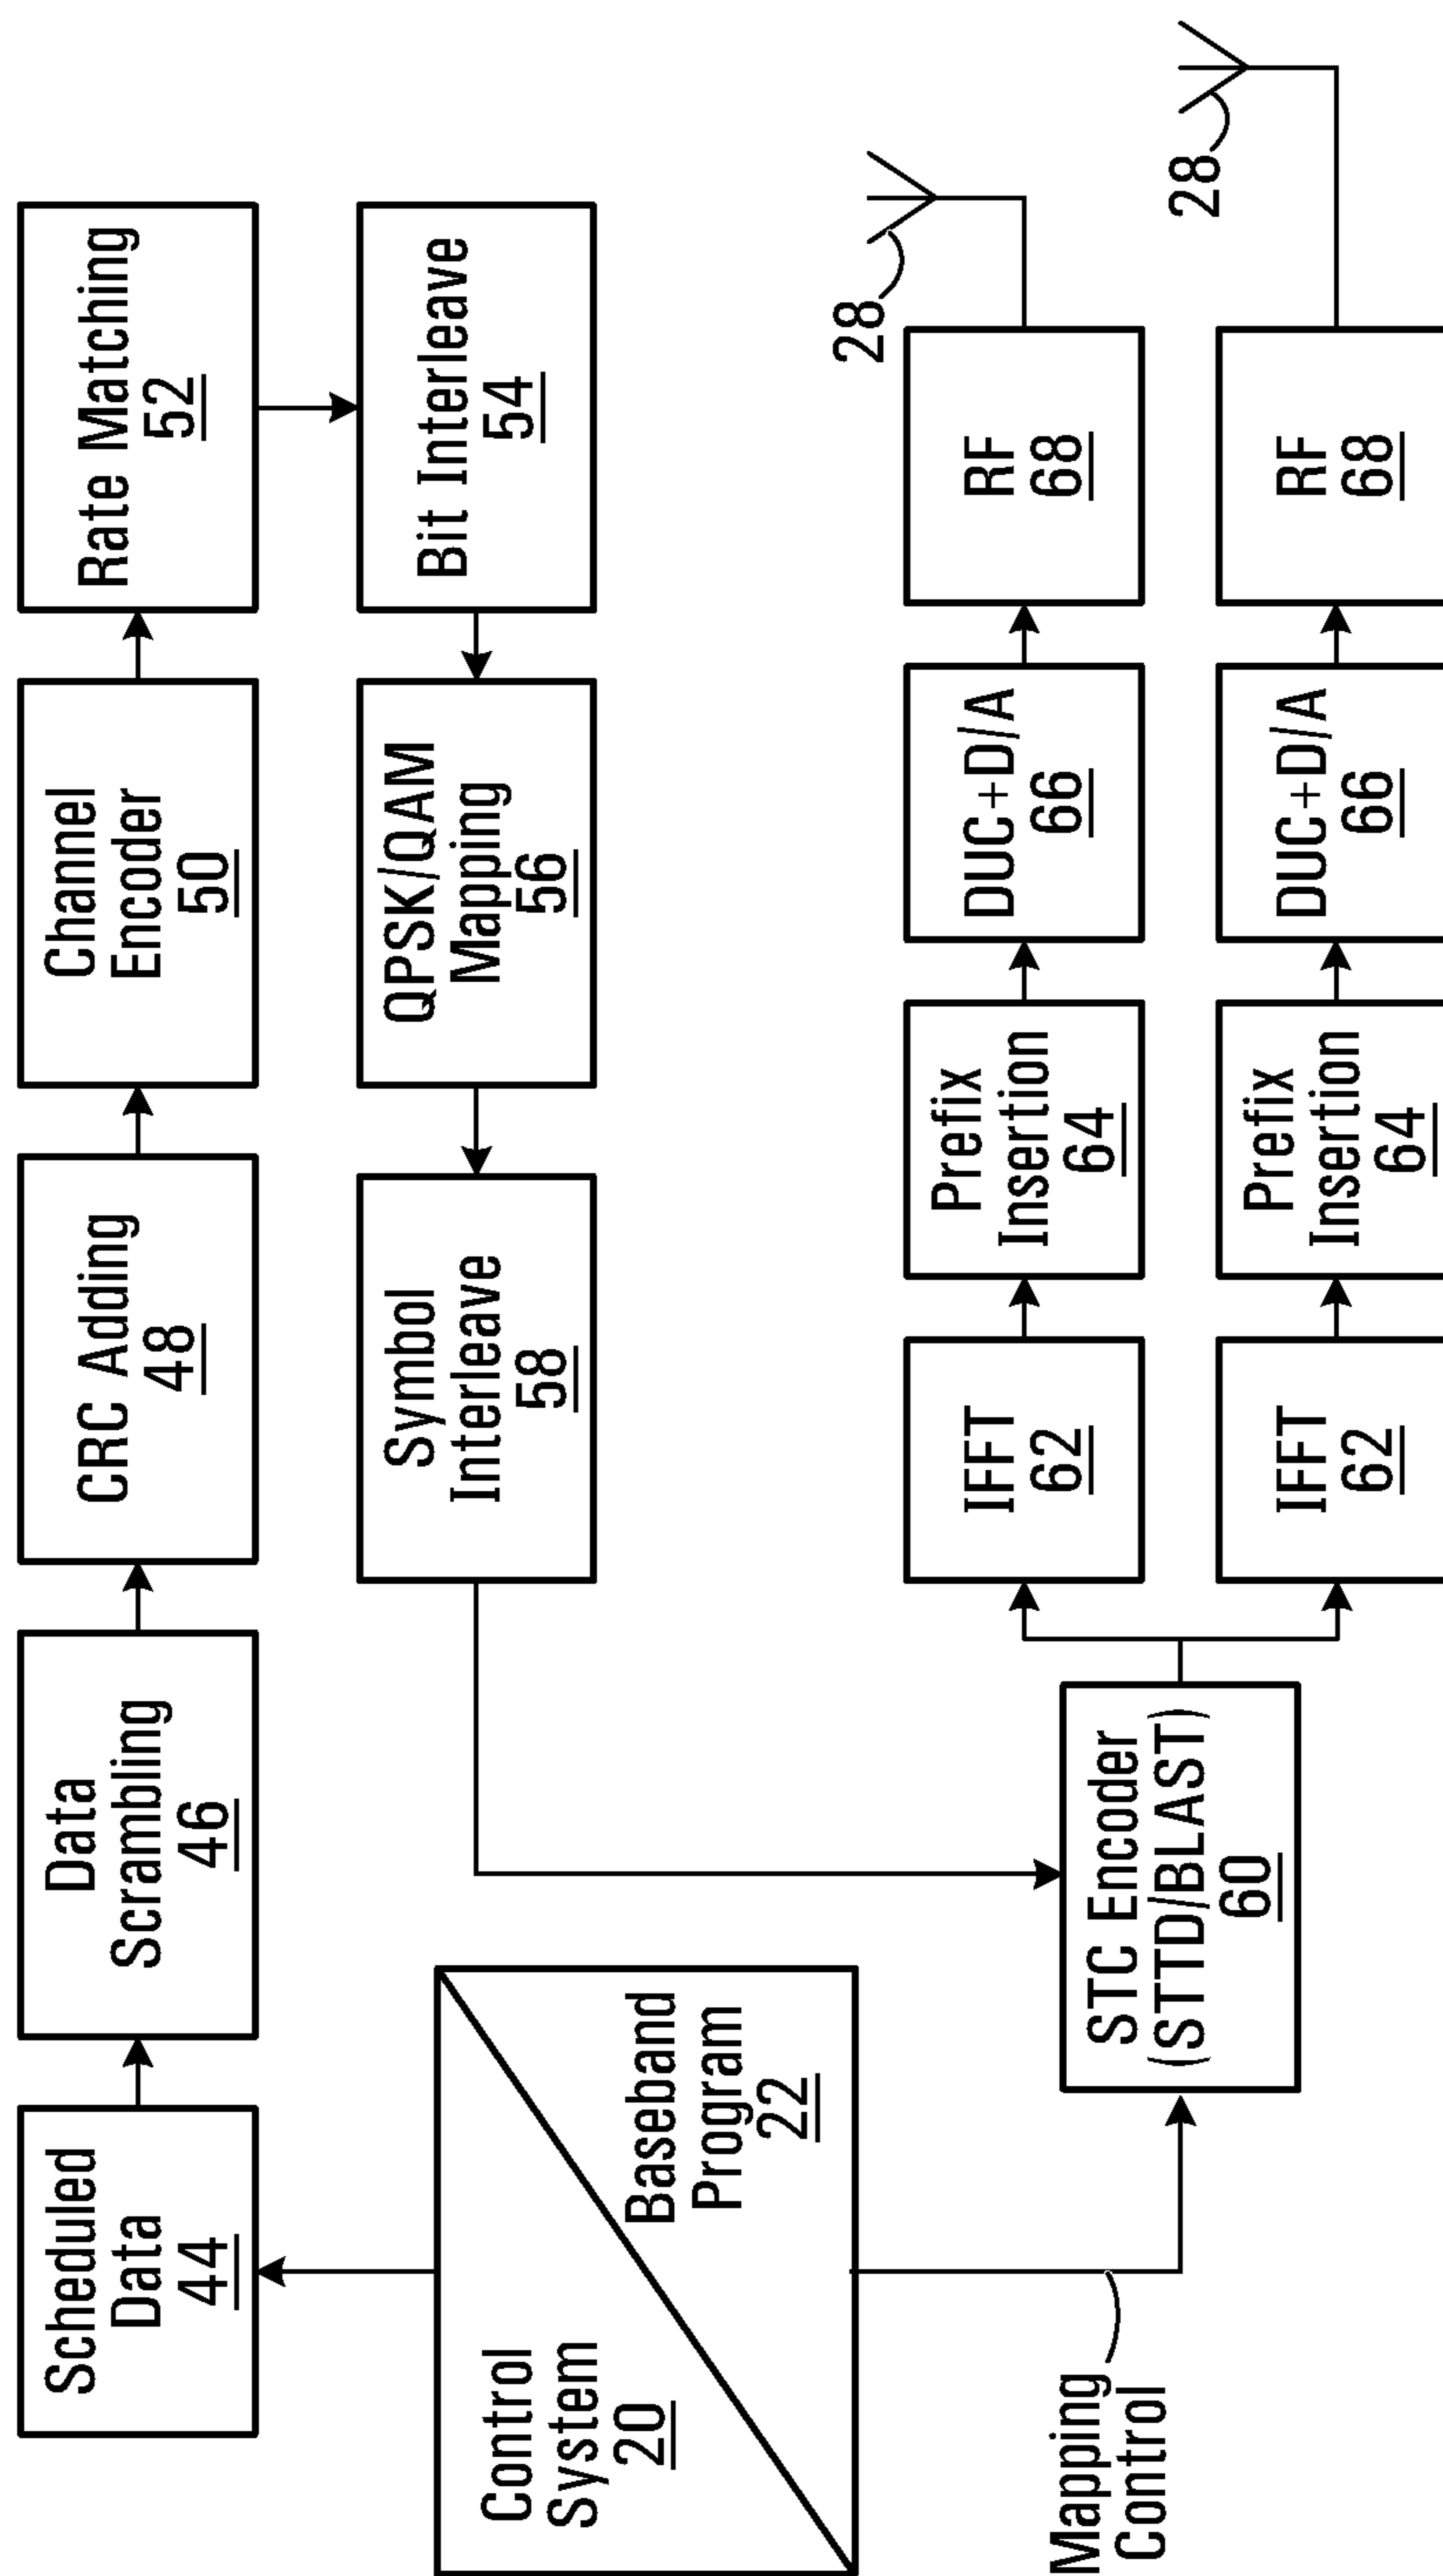 Scheduled
Data
44
Data
Scrambling
46
CRC Adding
48
Channel
Encoder
50
Rate Matching
52
Bit Interleave
54
QPSK/QAM
Mapping
56
Symbol
Interleave
58
Control
System
20
Baseband
Program
22
Mapping
Control
STC Encoder
(STTD/BLAST)
60
IFFT
62
Prefix
Insertion
64
DUC+D/A
66
RF
68
28
IFFT
62
Prefix
Insertion
64
DUC+D/A
66
RF
68
28